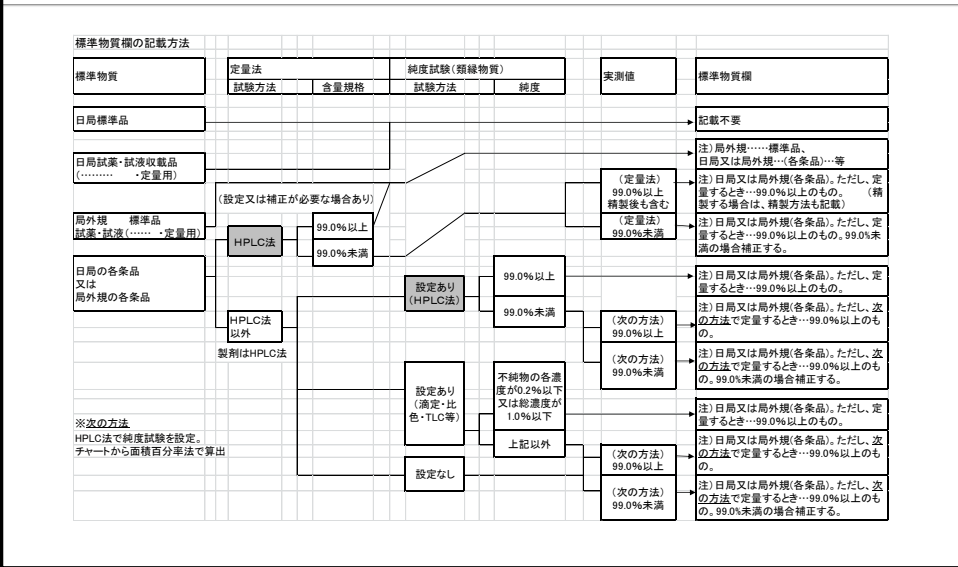 標準物質欄の記載方法
標準物質
定量法
純度試験（類縁物質）
試験方法
含量規格
試験方法
純度
実測値
標準物質欄
日局標準品
記載不要
日局試薬・試液収載品
（……… ・定量用）
注）局外規……標準品、
日局又は局外規…（各条品）…等
（設定又は補正が必要な場合あり）
（定量法）
99.0%以上
精製後も含む
注）日局又は局外規(各条品)。ただし、定
量するとき…99.0%以上のもの。 （精
製する場合は、精製方法も記載）
局外規 標準品
試薬・試液（…… ・定量用）
HPLC法
99.0%以上
99.0%未満
（定量法）
99.0%未満
注）日局又は局外規(各条品)。ただし、定
量するとき…99.0%以上のもの。99.0%未
満の場合補正する。
日局の各条品
又は
局外規の各条品
設定あり
（HPLC法）
99.0%以上
99.0%未満
注）日局又は局外規(各条品)。ただし、定
量するとき…99.0%以上のもの。
HPLC法
以外
製剤はHPLC法
（次の方法）
99.0%以上
注）日局又は局外規(各条品)。ただし、次
の方法で定量するとき…99.0%以上のも
の。
（次の方法）
99.0%未満
注）日局又は局外規(各条品)。ただし、次
の方法で定量するとき…99.0%以上のも
の。99.0%未満の場合補正する。
設定あり
（滴定・比
色・TLC等）
不純物の各濃
度が0.2%以下
又は総濃度が
1.0%以下
上記以外
注）日局又は局外規(各条品)。ただし、定
量するとき…99.0%以上のもの。
※次の方法
HPLC法で純度試験を設定。
チャートから面積百分率法で算出
設定なし
（次の方法）
99.0%以上
注）日局又は局外規(各条品)。ただし、次
の方法で定量するとき…99.0%以上のも
の。
（次の方法）
99.0%未満
注）日局又は局外規(各条品)。ただし、次
の方法で定量するとき…99.0%以上のも
の。99.0%未満の場合補正する。